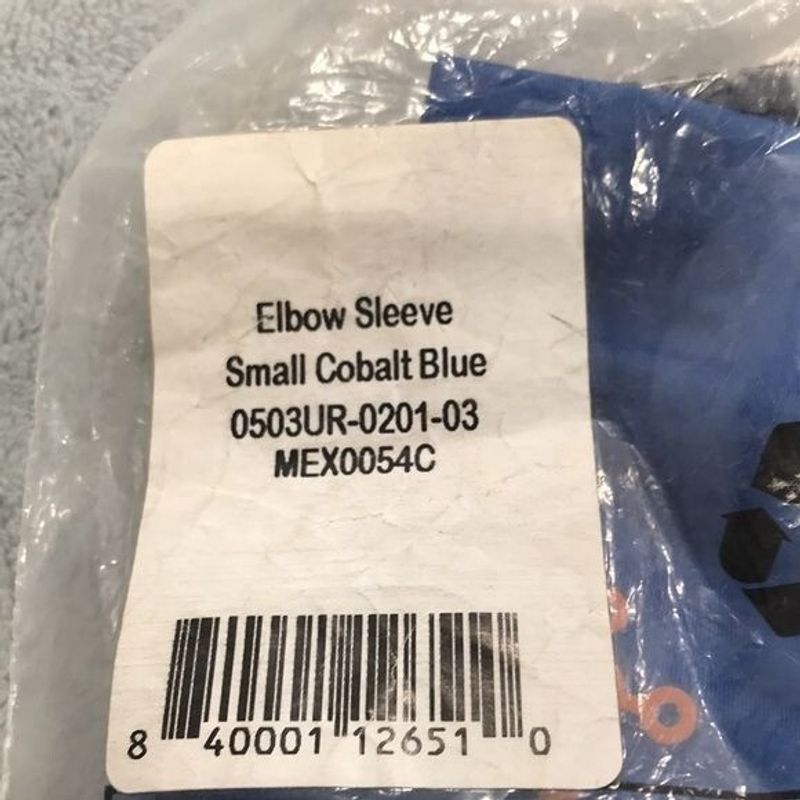 Elbow Sleeve
Small Cobalt Blue
0503UR-0201-03
MEX0054C
8 40001 12651 0